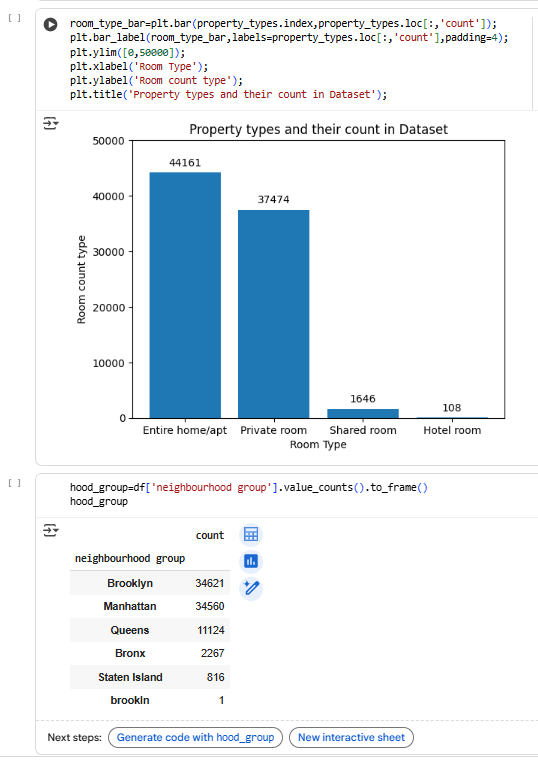 [ ]
room_type_bar=plt.bar(property_types.index,property_types.loc[:,'count']);
plt.bar_label(room_type_bar,labels=property_types.loc[:,'count'],padding=4);
plt.ylim([0,50000]);
plt.xlabel('Room Type');
plt.ylabel('Room count type');
plt.title('Property types and their count in Dataset');
Property types and their count in Dataset
50000
40000
30000
20000
10000
0
Room count type
44161
37474
1646
108
Entire home/apt Private room Shared room Hotel room
Room Type
[ ]
hood_group=df['neighbourhood group'].value_counts().to_frame()
hood_group
count
neighbourhood group
Brooklyn 34621
Manhattan 34560
Queens 11124
Bronx 2267
Staten Island 816
brookln 1
Next steps: Generate code with hood_group New interactive sheet